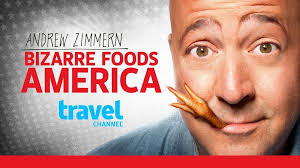 ANDREW ZIMMERN:
BIZARRE FOODS
AMERICA
travel
CHANNEL